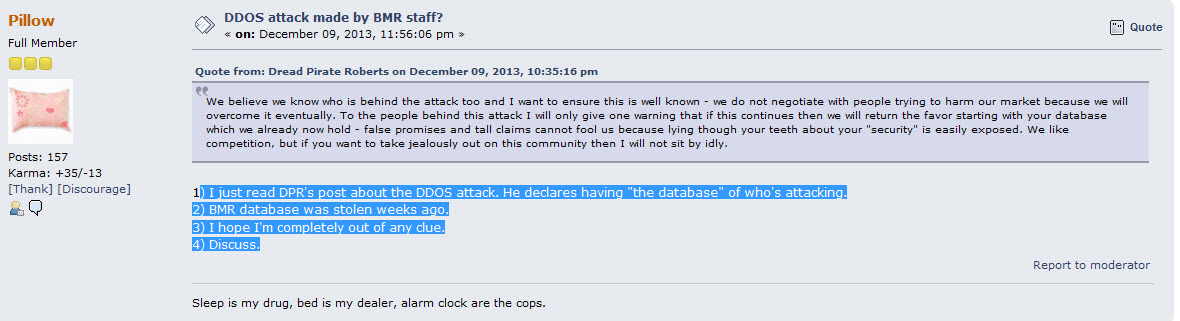 Pillow
Full Member
Posts: 157
Karma: +35/-13
[Thank] [Discourage]
DDOS attack made by BMR staff?
« on: December 09, 2013, 11:56:06 pm »
Quote
Quote from: Dread Pirate Roberts on December 09, 2013, 10:35:16 pm
We believe we know who is behind the attack too and I want to ensure this is well known - we do not negotiate with people trying to harm our market because we will
overcome it eventually. To the people behind this attack I will only give one warning that if this continues then we will return the favor starting with your database
which we already now hold - false promises and tall claims cannot fool us because lying though your teeth about your "security" is easily exposed. We like
competition, but if you want to take jealously out on this community then I will not sit by idly.
1) I just read DPR's post about the DDOS attack. He declares having "the database" of who's attacking.
2) BMR database was stolen weeks ago.
3) I hope I'm completely out of any clue.
4) Discuss.
Report to moderator
Sleep is my drug, bed is my dealer, alarm clock are the cops.